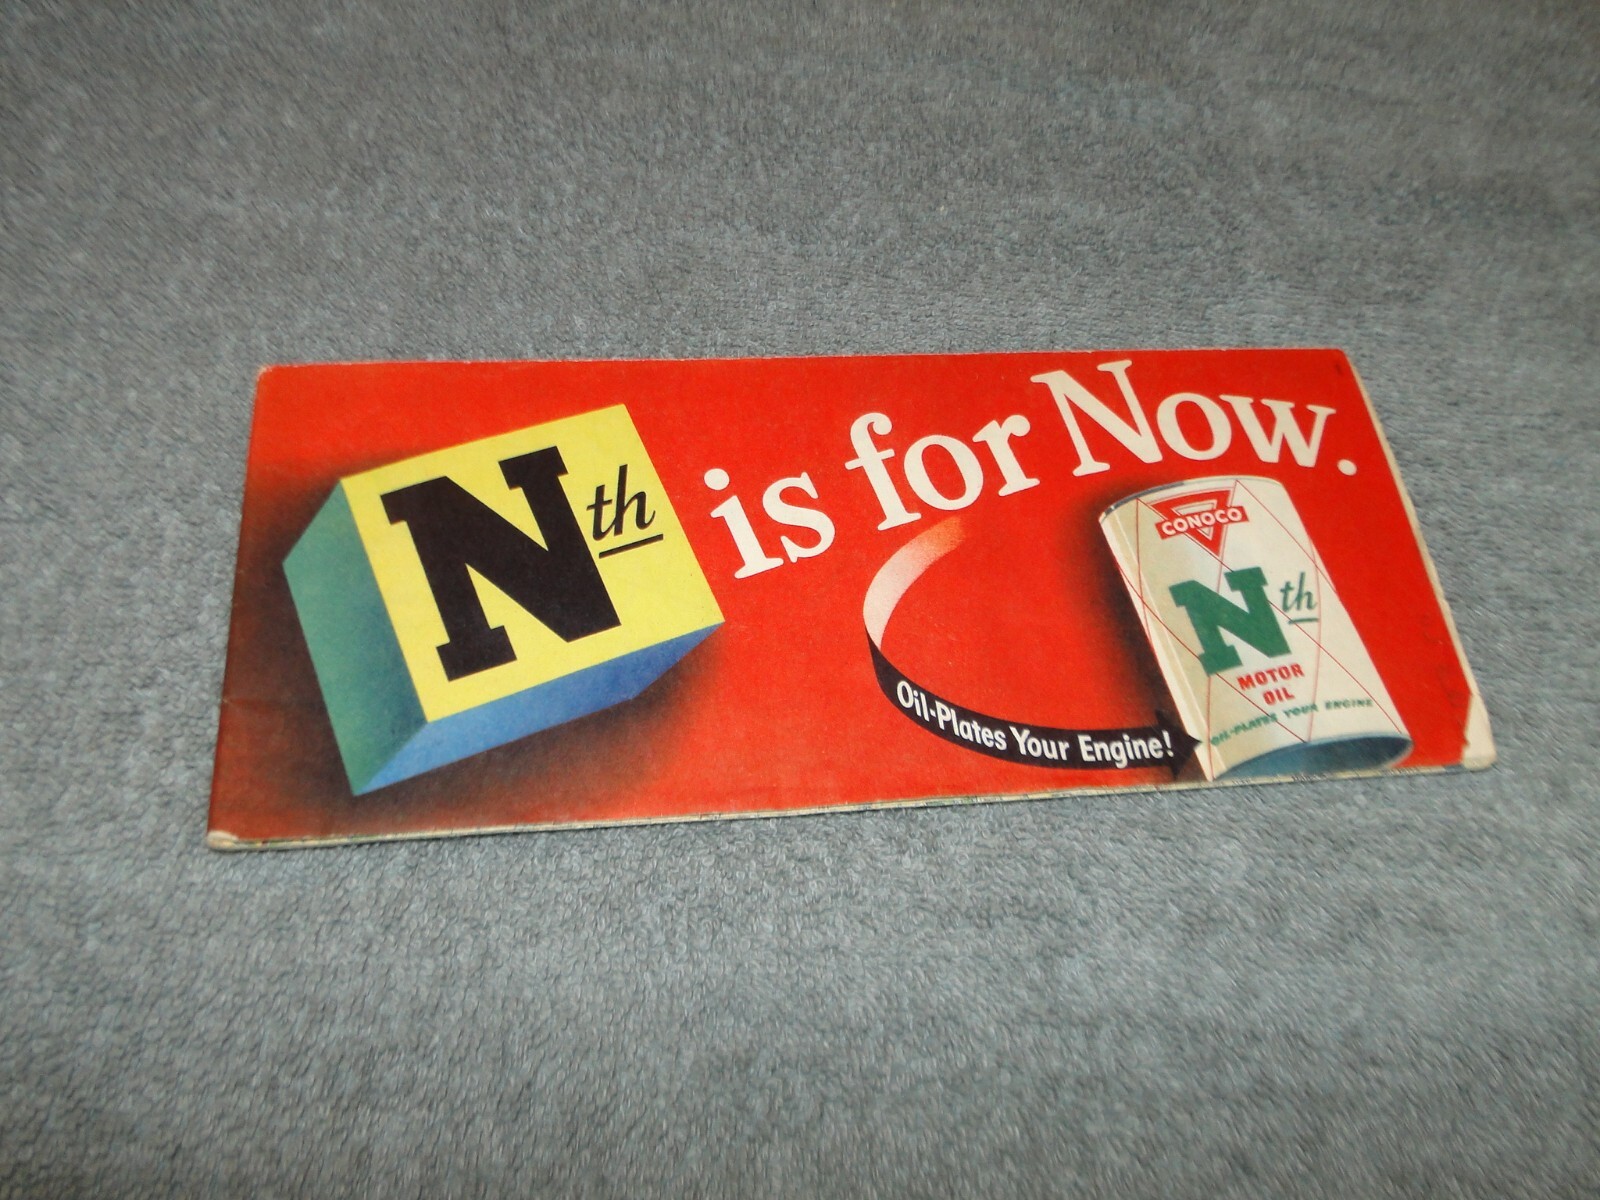 Nth is for Now.
Oil-Plates Your Engine!
CONOCO
Nth
MOTOR
OIL
OIL-PLATES YOUR ENGINE